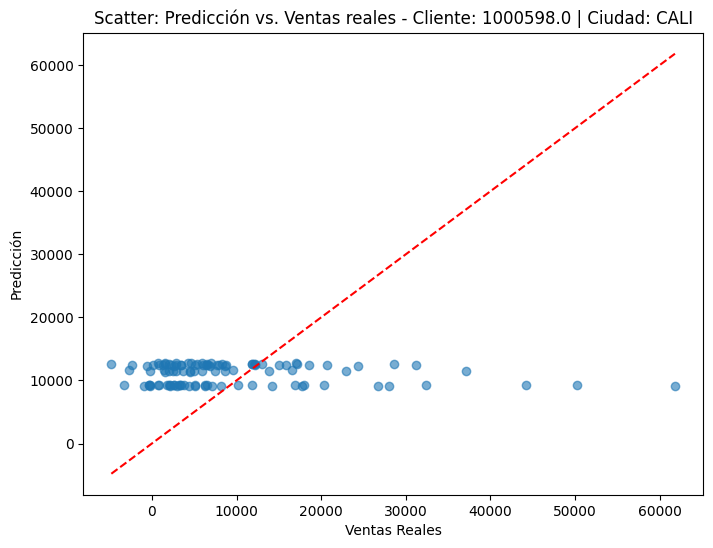 Scatter: Predicción vs. Ventas reales - Cliente: 1000598.0 | Ciudad: CALI
60000
50000
40000
30000
20000
10000
0
Predicción
0 10000 20000 30000 40000 50000 60000
Ventas Reales